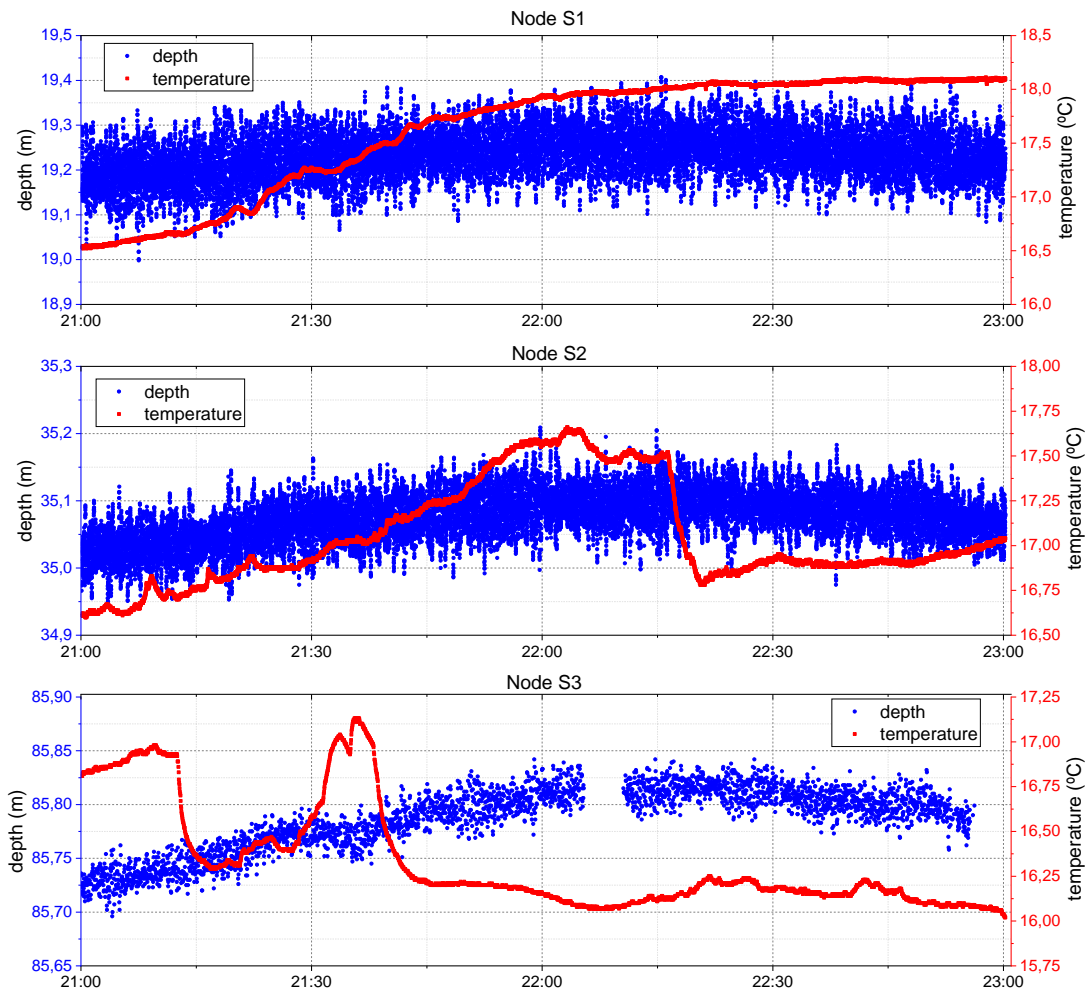 Node S1
19,5
19,4
19,3
19,2
19,1
19,0
18,9
depth (m)
depth
temperature
18,5
18,0
17,5
17,0
16,5
16,0
temperature (ºC)
21:00 21:30 22:00 22:30 23:00
Node S2
35,3
35,2
35,1
35,0
34,9
depth (m)
depth
temperature
18,00
17,75
17,50
17,25
17,00
16,75
16,50
temperature (ºC)
21:00 21:30 22:00 22:30 23:00
Node S3
85,90
85,85
85,80
85,75
85,70
85,65
depth (m)
depth
temperature
17,25
17,00
16,75
16,50
16,25
16,00
15,75
temperature (ºC)
21:00 21:30 22:00 22:30 23:00